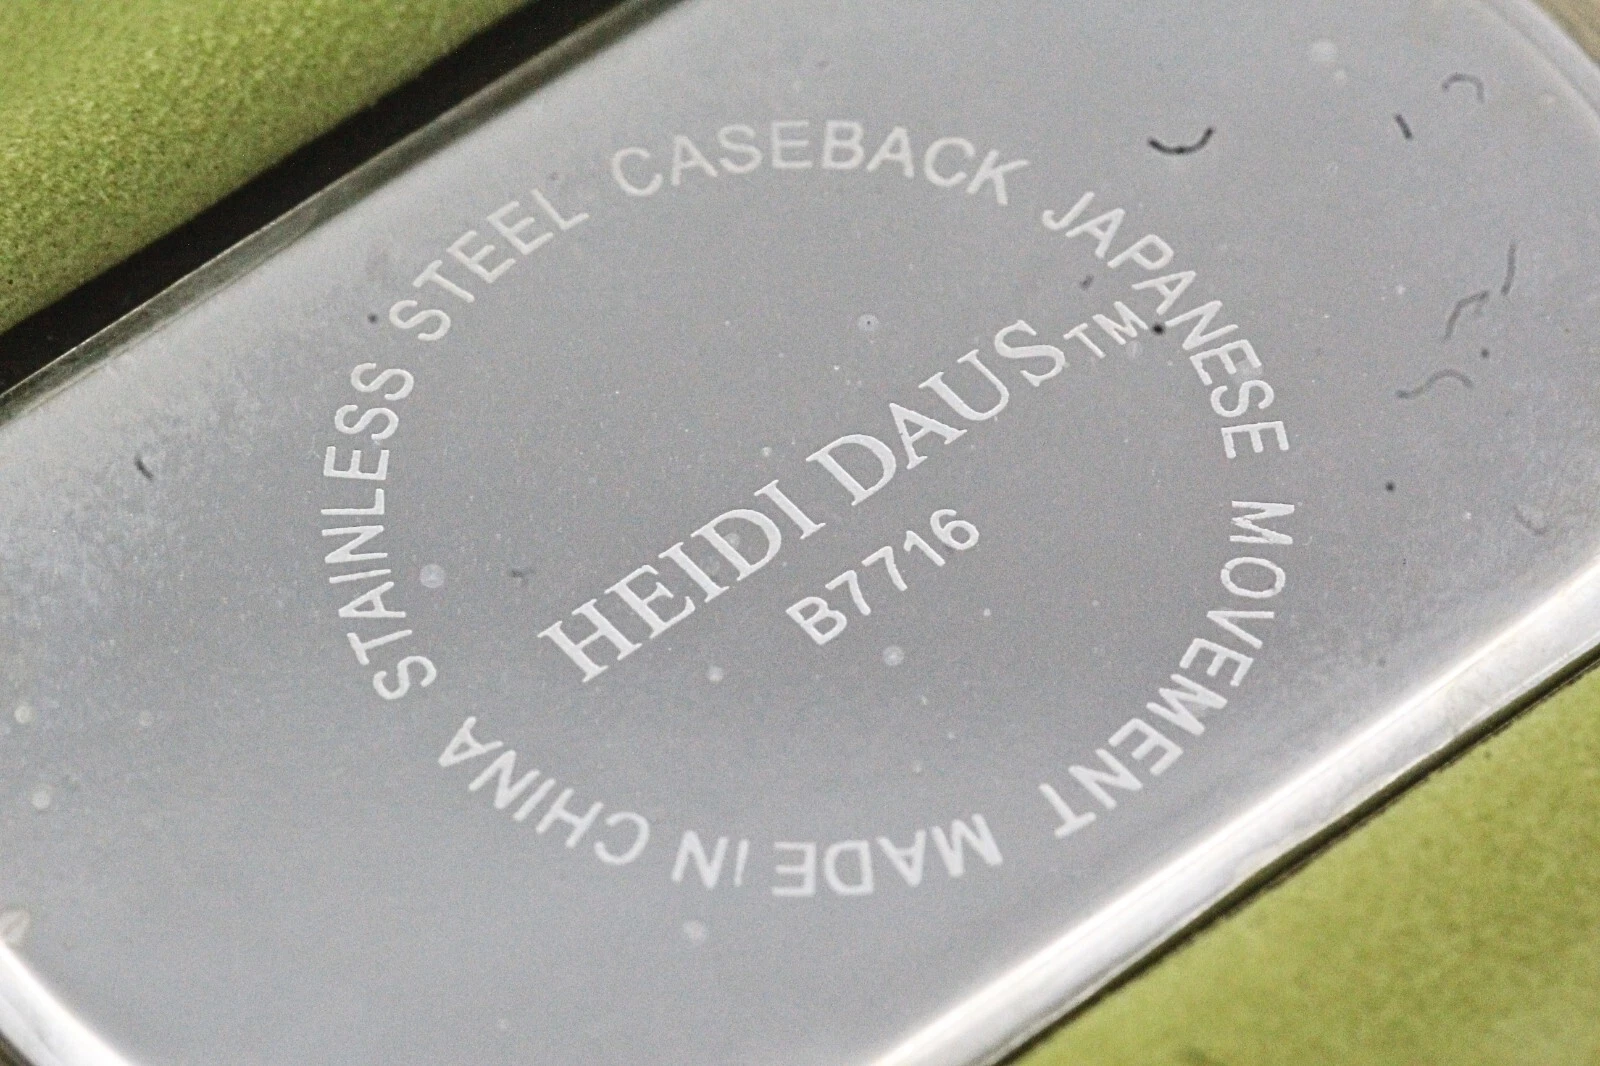 STAINLESS STEEL CASEBACK JAPANESE MOVEMENT MADE IN CHINA
HEIDI DAUS™
B7716